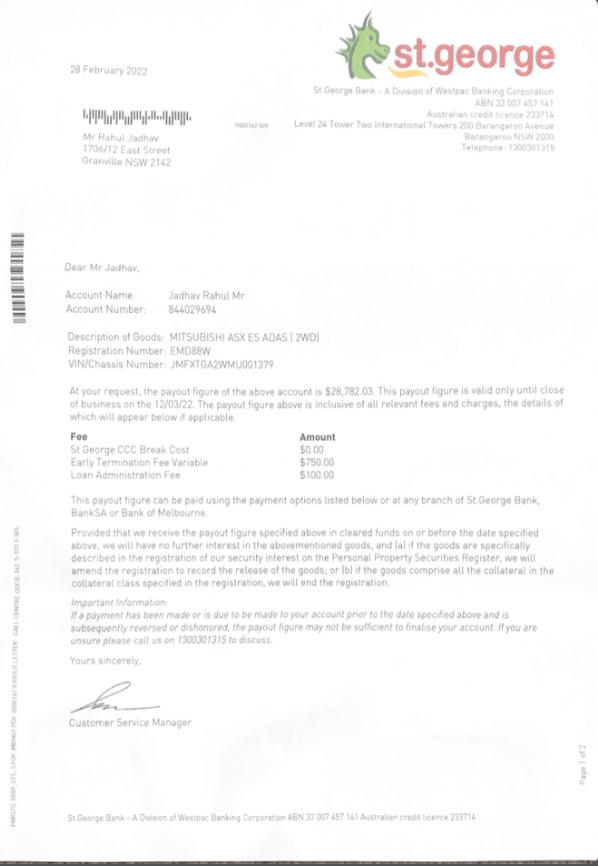 st.george
28 February 2022
St.George Bank - A Division of Westpac Banking Corporation
ABN 33 007 457 141
Australian credit licence 233714
Level 24 Tower Two International Towers 200 Barangaroo Avenue
Barangaroo NSW 2000
Telephone: 1300301315
0000162 001
Mr Rahul Jadhav
1706/12 East Street
Granville NSW 2142
Dear Mr Jadhav,
Account Name Jadhav Rahul Mr
Account Number: 844029694
Description of Goods: MITSUBISHI ASX ES ADAS ( 2WD)
Registration Number: EMD88W
VIN/Chassis Number: JMFXTGA2WMU001379
At your request, the payout figure of the above account is $28,782.03. This payout figure is valid only until close
of business on the 12/03/22. The payout figure above is inclusive of all relevant fees and charges, the details of
which will appear below if applicable.
Fee Amount
St George CCC Break Cost $0.00
Early Termination Fee Variable $750.00
Loan Administration Fee $100.00
This payout figure can be paid using the payment options listed below or at any branch of St.George Bank,
BankSA or Bank of Melbourne.
Provided that we receive the payout figure specified above in cleared funds on or before the date specified
above, we will have no further interest in the abovementioned goods, and (a) if the goods are specifically
described in the registration of our security interest on the Personal Property Securities Register, we will
amend the registration to record the release of the goods; or (b) if the goods comprise all the collateral in the
collateral class specified in the registration, we will end the registration.
Important Information:
If a payment has been made or is due to be made to your account prior to the date specified above and is
subsequently reversed or dishonored, the payout figure may not be sufficient to finalise your account. If you are
unsure please call us on 1300301315 to discuss.
Yours sincerely,
Customer Service Manager
Page 1 of 2
St.George Bank - A Division of Westpac Banking Corporation ABN 33 007 457 141 Australian credit licence 233714